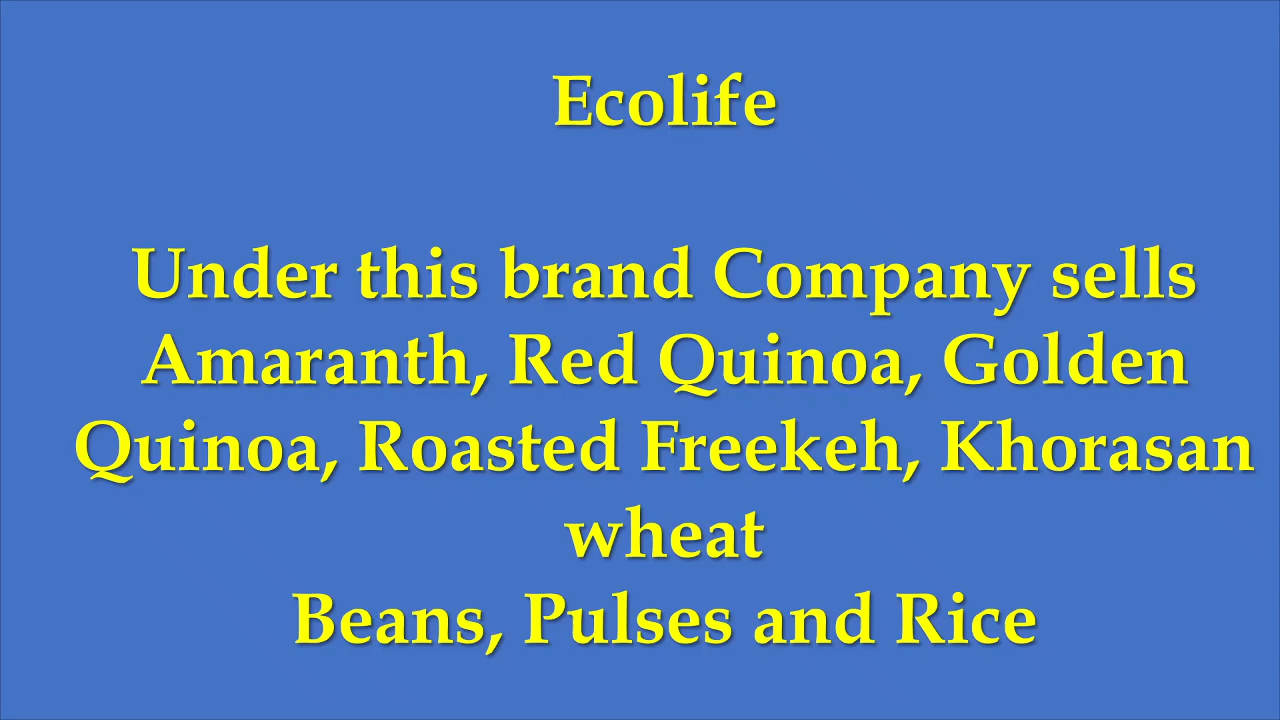 Ecolife
Under this brand Company sells
Amaranth, Red Quinoa, Golden
Quinoa, Roasted Freekeh, Khorasan
wheat
Beans, Pulses and Rice